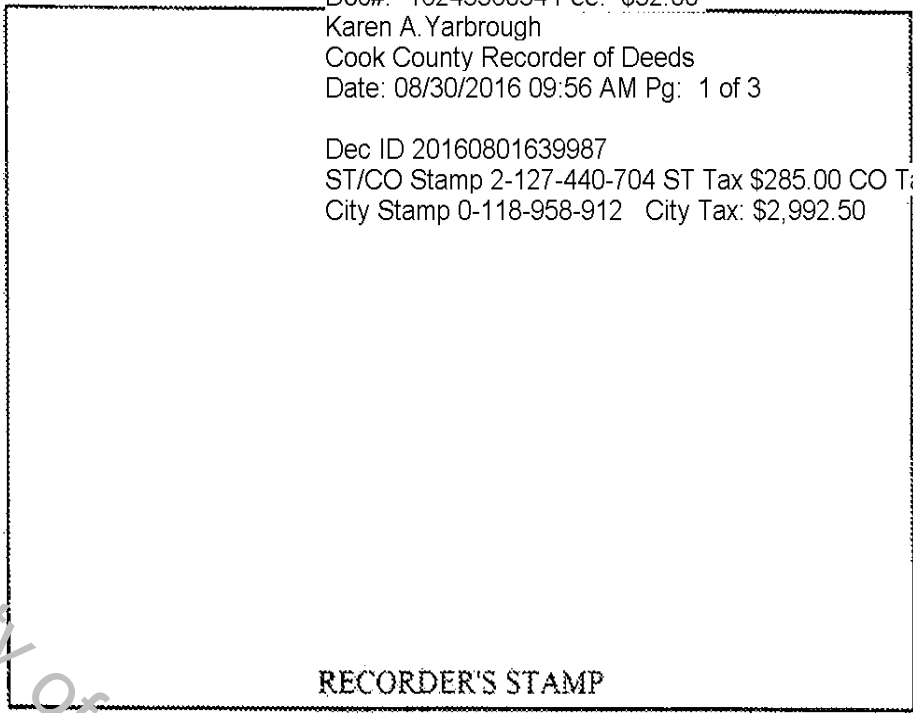 Karen A. Yarbrough
Cook County Recorder of Deeds
Date: 08/30/2016 09:56 AM Pg: 1 of 3
Dec ID 20160801639987
ST/CO Stamp 2-127-440-704 ST Tax $285.00 CO
City Stamp 0-118-958-912 City Tax: $2,992.50
Of
RECORDER'S STAMP